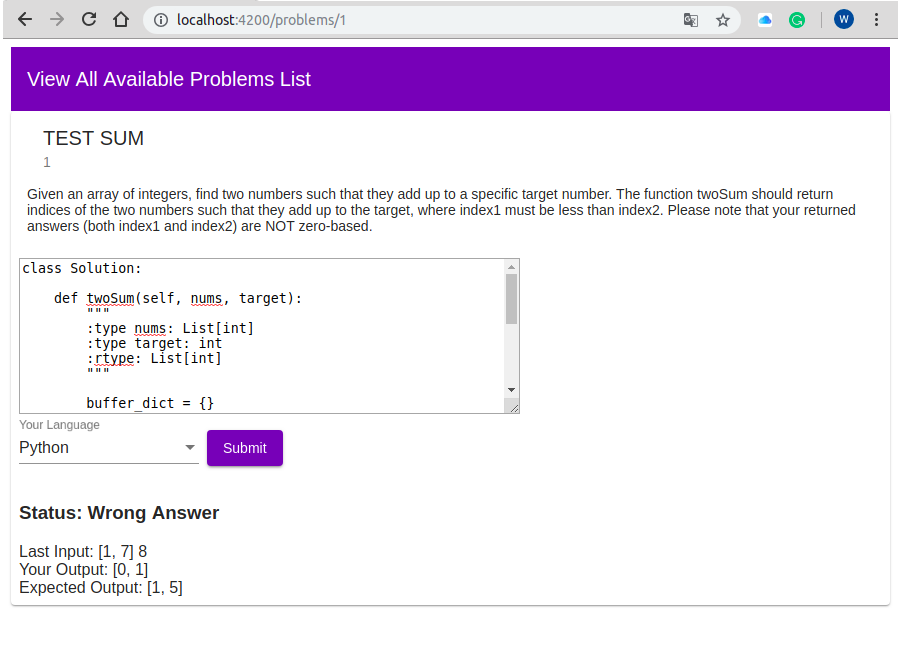 localhost:4200/problems/1
W
View All Available Problems List
TEST SUM
1
Given an array of integers, find two numbers such that they add up to a specific target number. The function twoSum should return
indices of the two numbers such that they add up to the target, where index1 must be less than index2. Please note that your returned
answers (both index1 and index2) are NOT zero-based.
class Solution:
    def twoSum(self, nums, target):
        """
        :type nums: List[int]
        :type target: int
        :rtype: List[int]
        """
        buffer_dict = {}
Your Language
Python
Submit
Status: Wrong Answer
Last Input: [1, 7] 8
Your Output: [0, 1]
Expected Output: [1, 5]